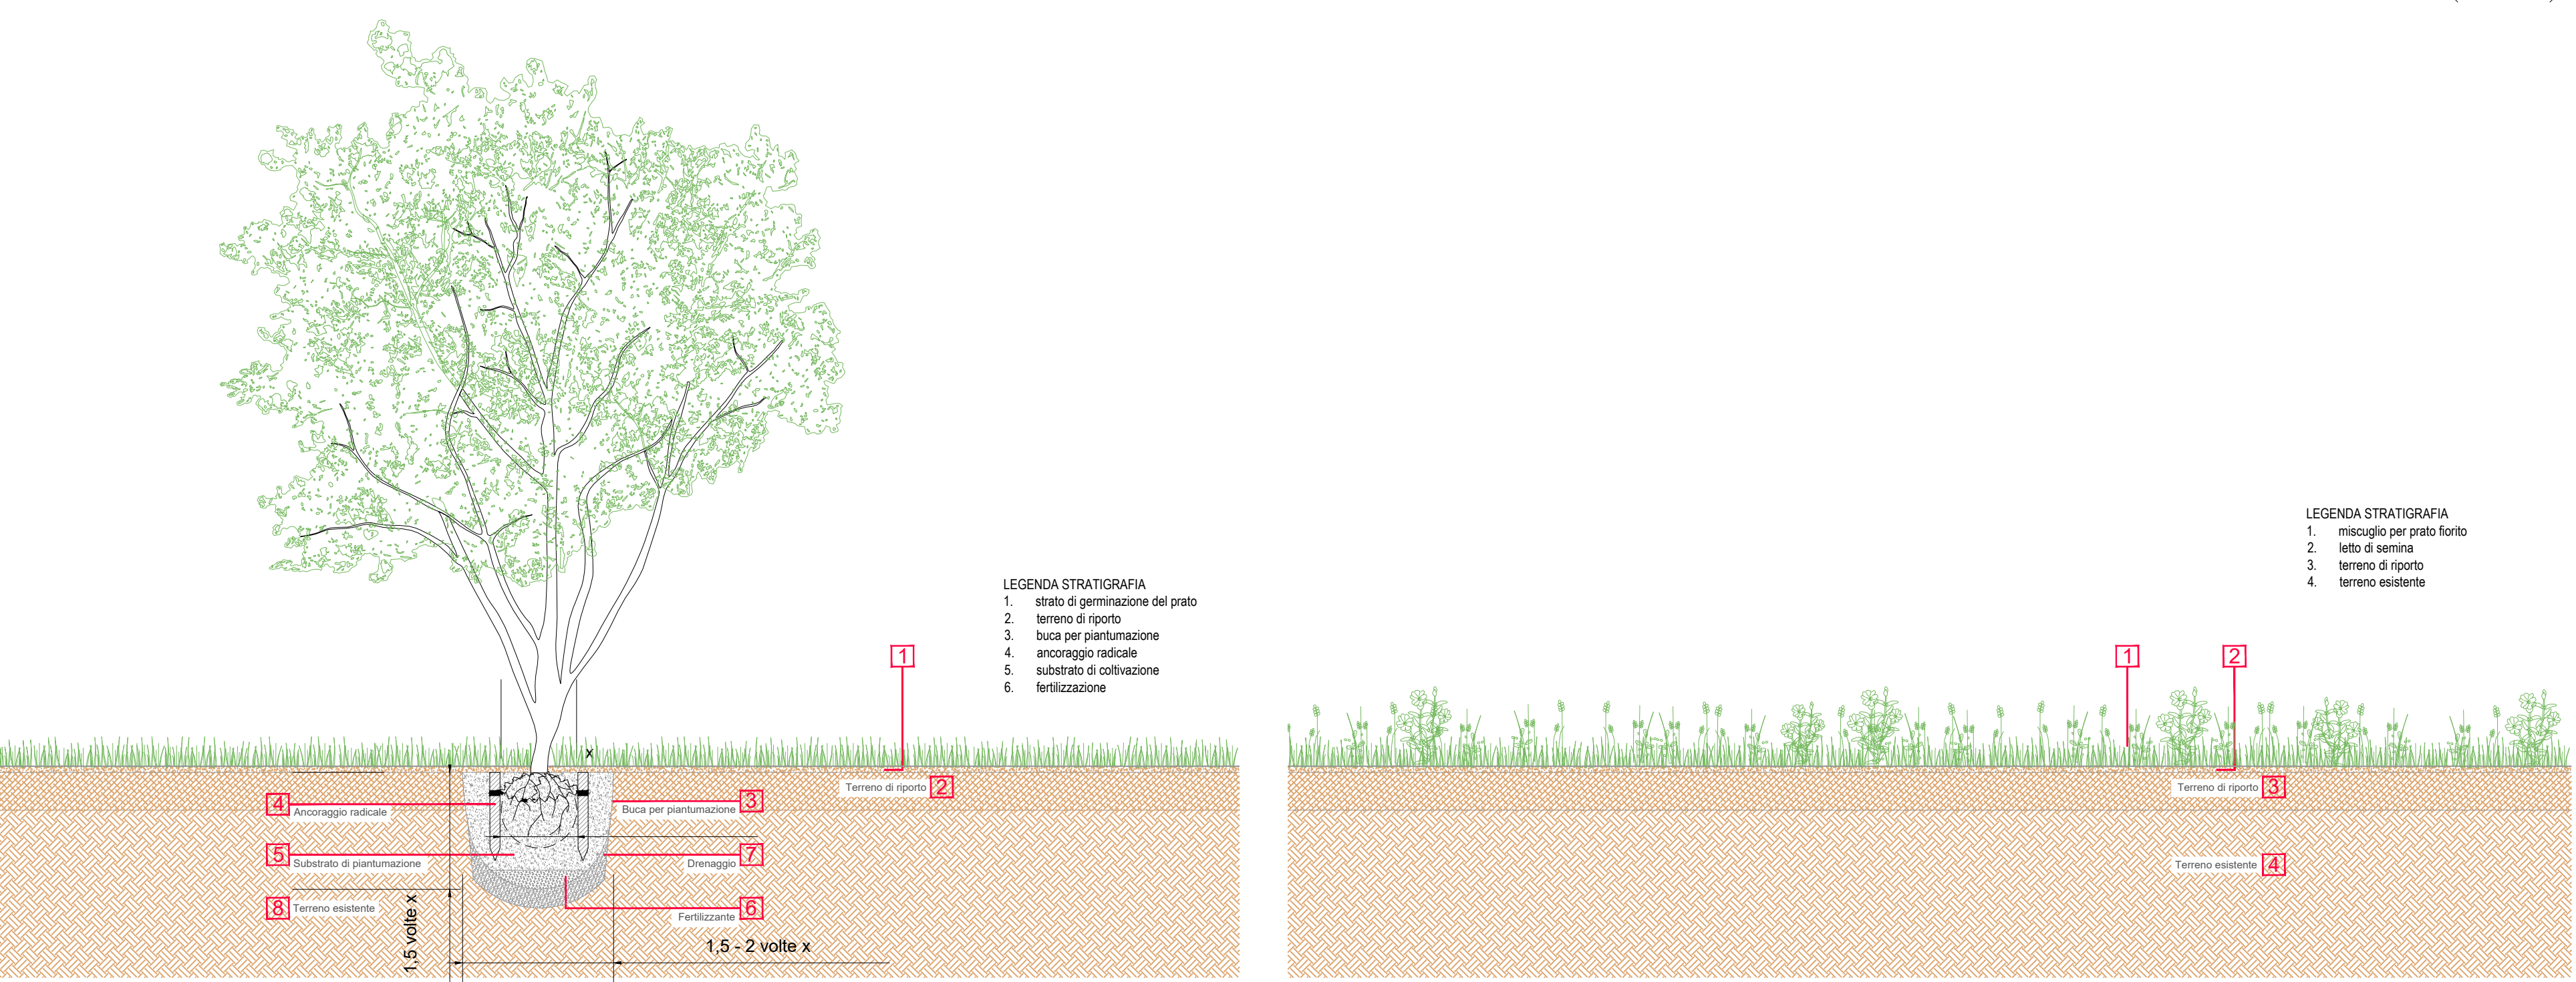 LEGENDA STRATIGRAFIA
1. strato di germinazione del prato
2. terreno di riporto
3. buca per piantumazione
4. ancoraggio radicale
5. substrato di coltivazione
6. fertilizzazione
1
x
Terreno di riporto 2
4 Ancoraggio radicale
Buca per piantumazione 3
5 Substrato di piantumazione
Drenaggio 7
8 Terreno esistente
Fertilizzante 6
1,5 volte x
1,5 - 2 volte x
LEGENDA STRATIGRAFIA
1. miscuglio per prato fiorito
2. letto di semina
3. terreno di riporto
4. terreno esistente
1
2
Terreno di riporto 3
Terreno esistente 4